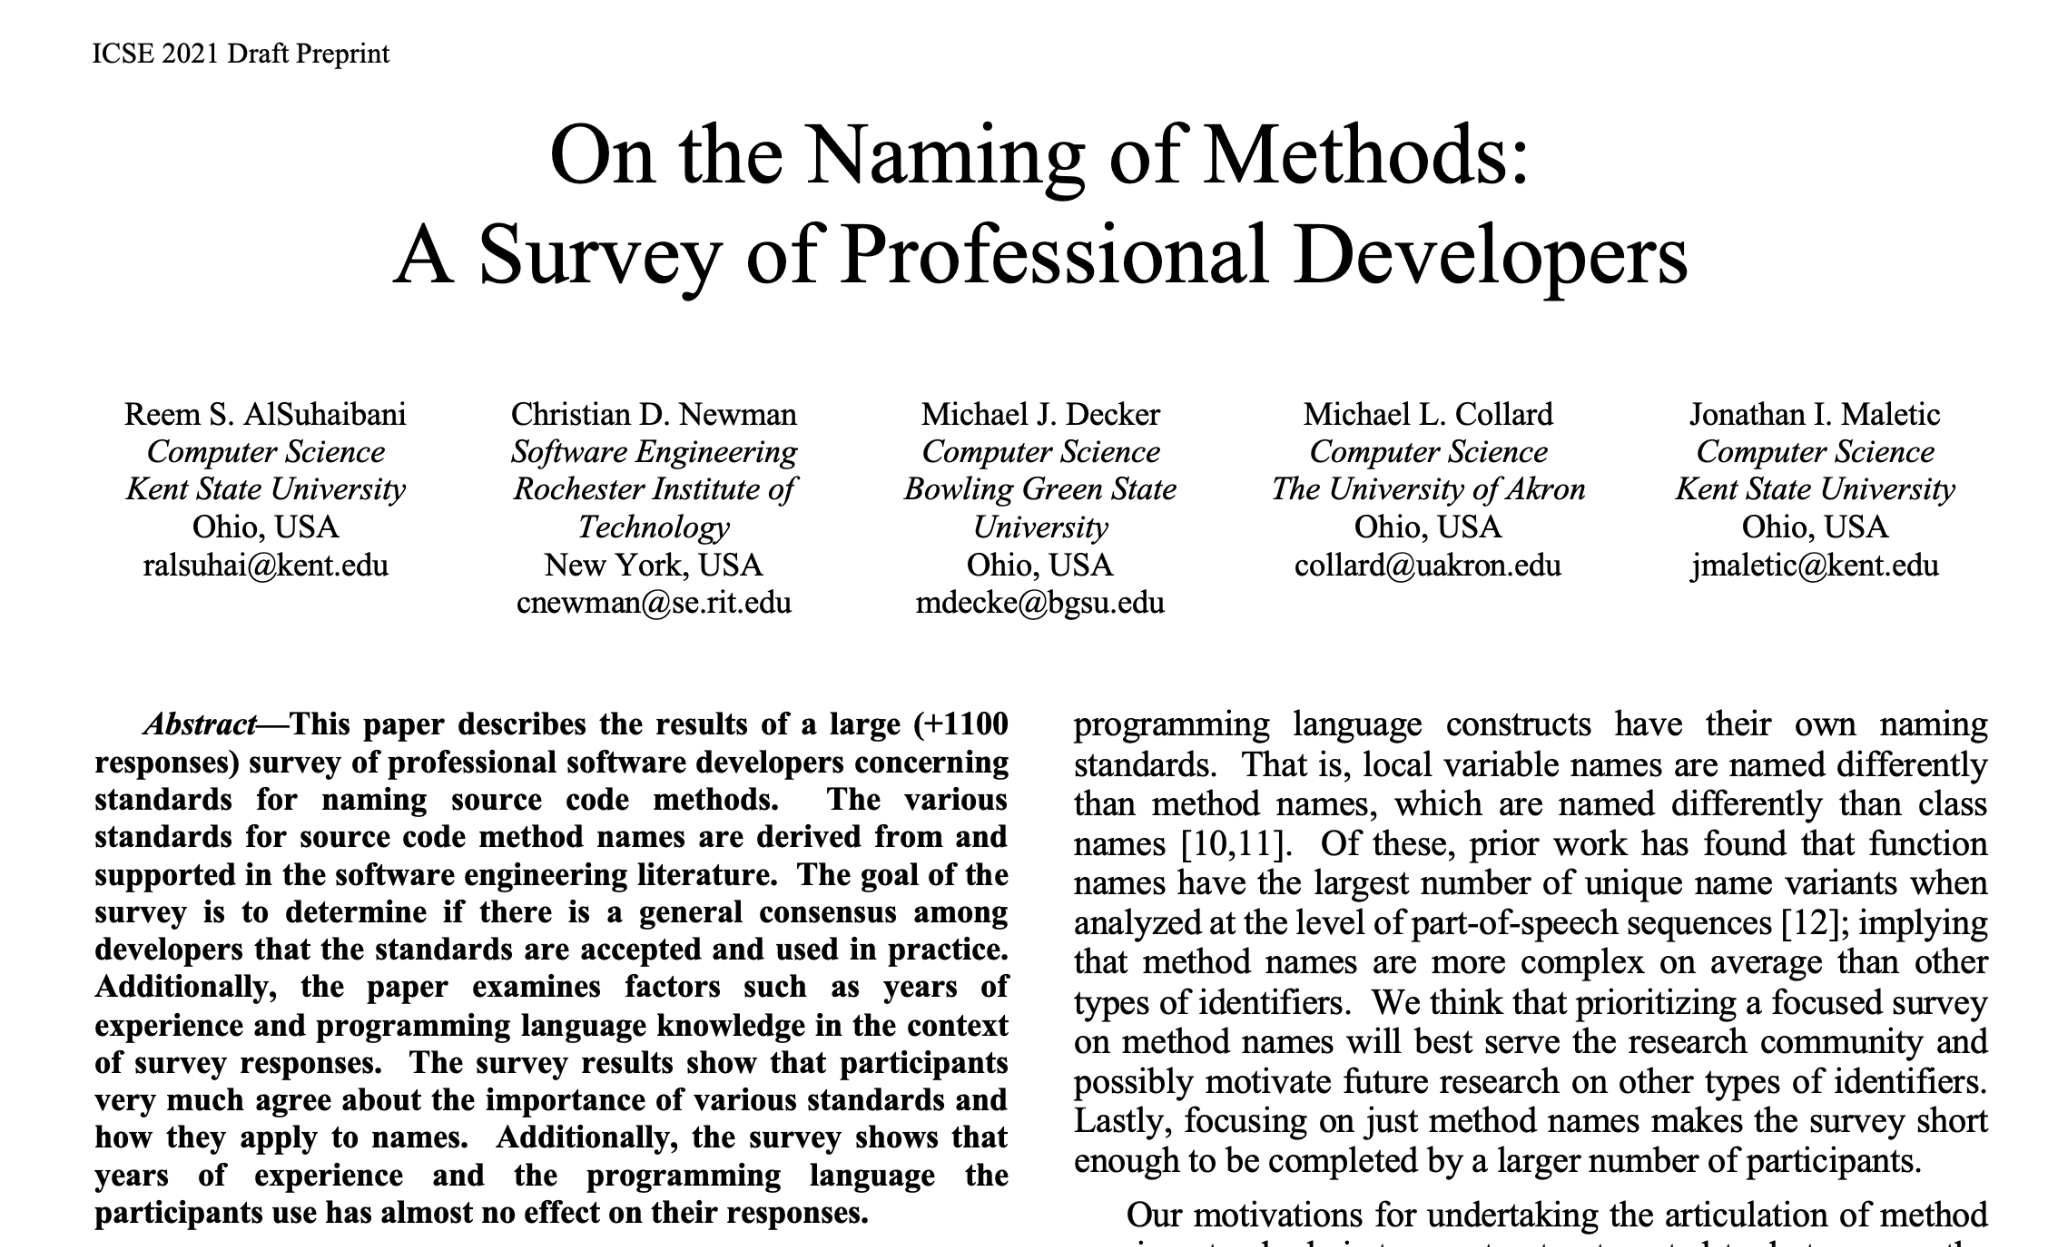 ICSE 2021 Draft Preprint
On the Naming of Methods:
A Survey of Professional Developers
Reem S. AlSuhaibani
Computer Science
Kent State University
Ohio, USA
ralsuhai@kent.edu
Christian D. Newman
Software Engineering
Rochester Institute of
Technology
New York, USA
cnewman@se.rit.edu
Michael J. Decker
Computer Science
Bowling Green State
University
Ohio, USA
mdecke@bgsu.edu
Michael L. Collard
Computer Science
The University of Akron
Ohio, USA
collard@uakron.edu
Jonathan I. Maletic
Computer Science
Kent State University
Ohio, USA
jmaletic@kent.edu
Abstract—This paper describes the results of a large (+1100
responses) survey of professional software developers concerning
standards for naming source code methods. The various
standards for source code method names are derived from and
supported in the software engineering literature. The goal of the
survey is to determine if there is a general consensus among
developers that the standards are accepted and used in practice.
Additionally, the paper examines factors such as years of
experience and programming language knowledge in the context
of survey responses. The survey results show that participants
very much agree about the importance of various standards and
how they apply to names. Additionally, the survey shows that
years of experience and the programming language the
participants use has almost no effect on their responses.
programming language constructs have their own naming
standards. That is, local variable names are named differently
than method names, which are named differently than class
names [10,11]. Of these, prior work has found that function
names have the largest number of unique name variants when
analyzed at the level of part-of-speech sequences [12]; implying
that method names are more complex on average than other
types of identifiers. We think that prioritizing a focused survey
on method names will best serve the research community and
possibly motivate future research on other types of identifiers.
Lastly, focusing on just method names makes the survey short
enough to be completed by a larger number of participants.
Our motivations for undertaking the articulation of method